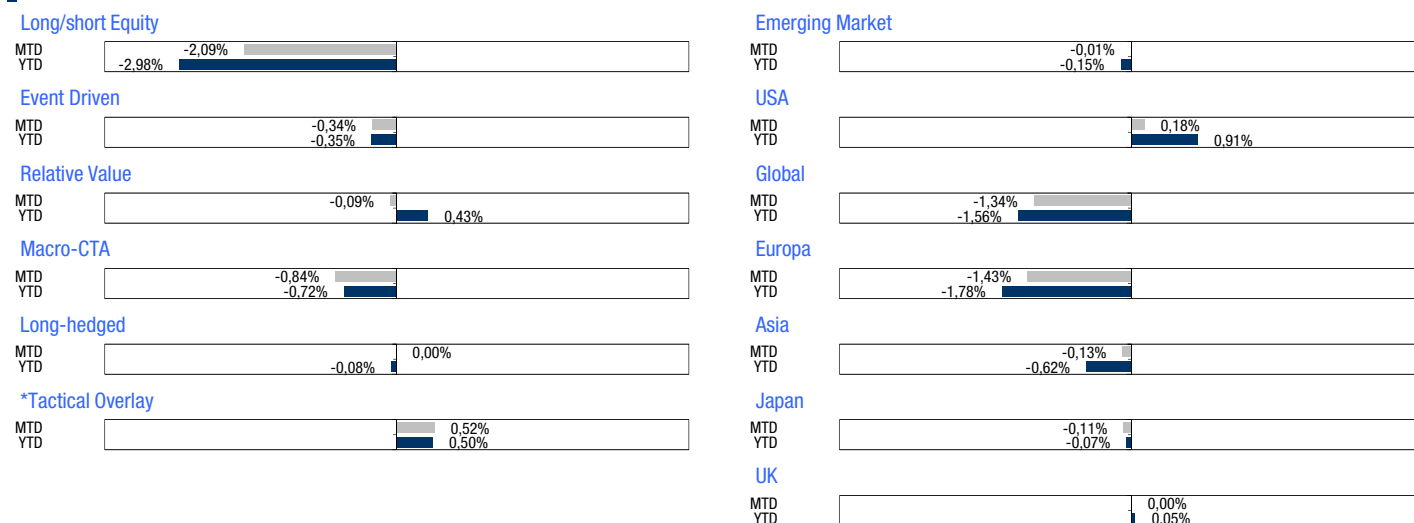 Long/short Equity
MTD -2,09%
YTD -2,98%
Event Driven
MTD -0,34%
YTD -0,35%
Relative Value
MTD -0,09%
YTD 0,43%
Macro-CTA
MTD -0,84%
YTD -0,72%
Long-hedged
MTD 0,00%
YTD -0,08%
*Tactical Overlay
MTD 0,52%
YTD 0,50%
Emerging Market
MTD -0,01%
YTD -0,15%
USA
MTD 0,18%
YTD 0,91%
Global
MTD -1,34%
YTD -1,56%
Europa
MTD -1,43%
YTD -1,78%
Asia
MTD -0,13%
YTD -0,62%
Japan
MTD -0,11%
YTD -0,07%
UK
MTD 0,00%
YTD 0,05%